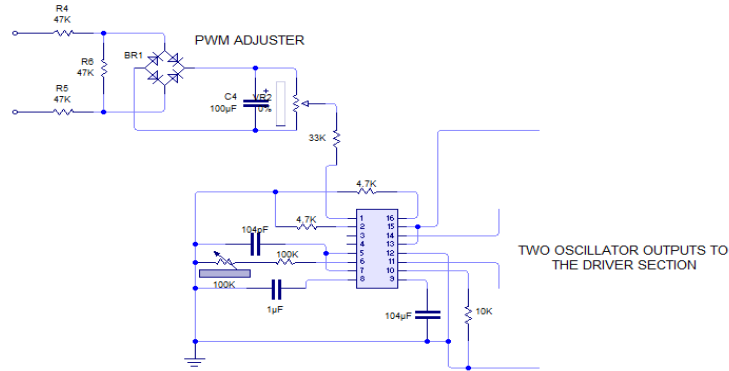 R4
47K
PWM ADJUSTER
BR1
R6
47K
R5
47K
C4
100µF
+
VR2
0%
33K
4.7K
4.7K
1
2
3
4
5
6
7
8
16
15
14
13
12
11
10
9
104pF
100K
100K
1µF
104µF
10K
TWO OSCILLATOR OUTPUTS TO
THE DRIVER SECTION